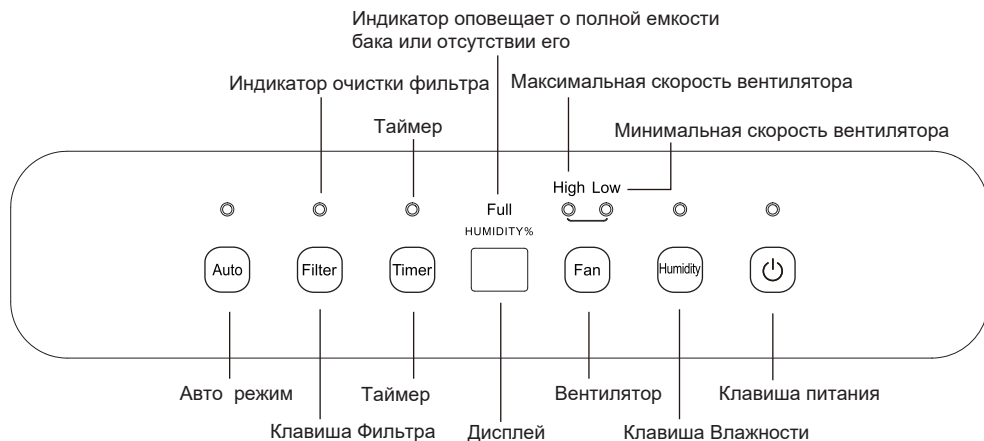 Индикатор оповещает о полной емкости
бака или отсутствии его
Индикатор очистки фильтра
Максимальная скорость вентилятора
Таймер
Минимальная скорость вентилятора
High Low
Full
HUMIDITY%
Auto
Filter
Timer
Fan
Humidity
Авто режим
Таймер
Вентилятор
Клавиша питания
Клавиша Фильтра
Дисплей
Клавиша Влажности